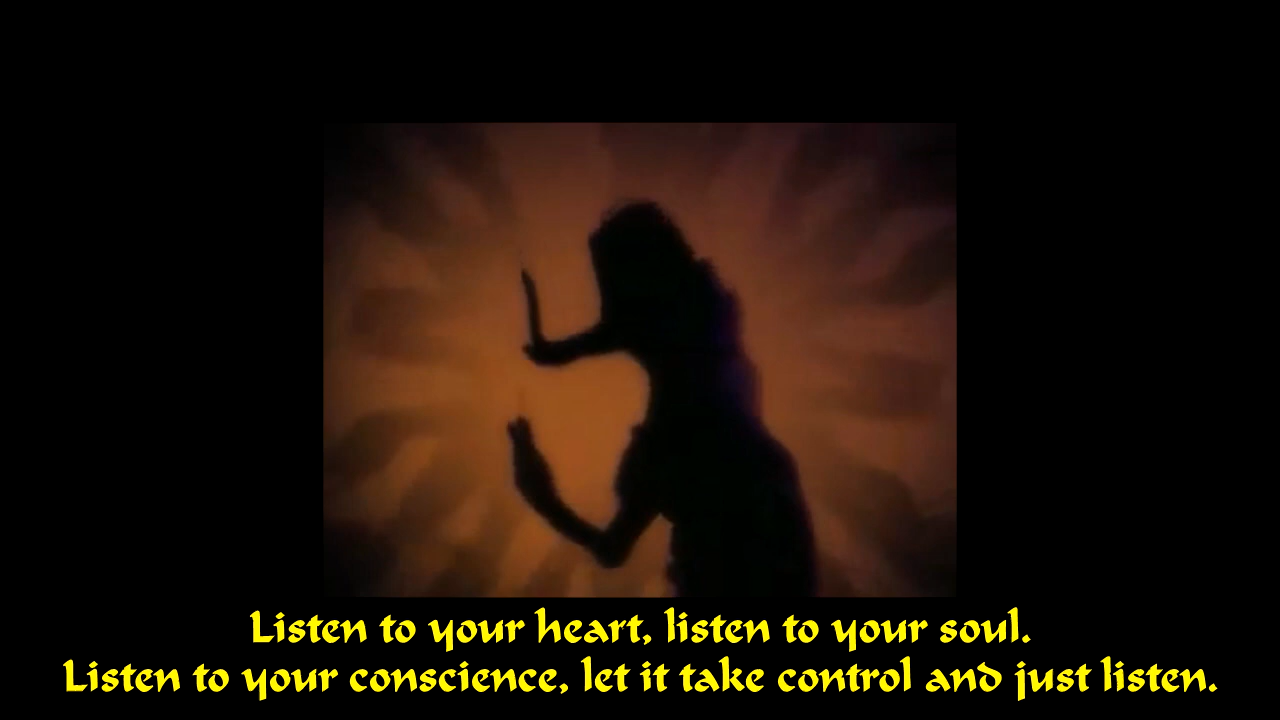 Listen to your heart, listen to your soul.
Listen to your conscience, let it take control and just listen.